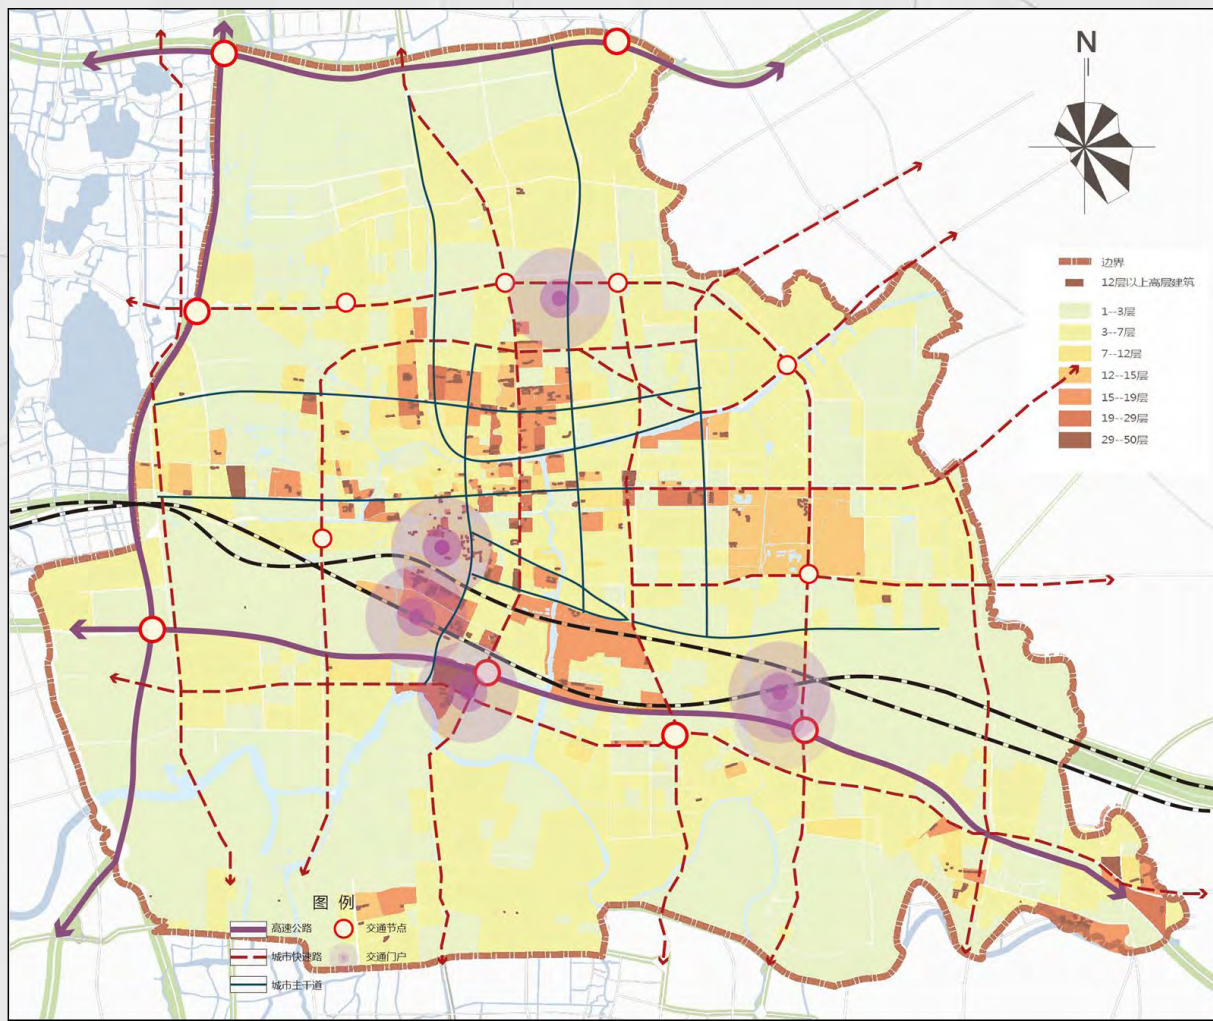 N
边界
12层以上高层建筑
1--3层
3--7层
7--12层
12--15层
15--19层
19--29层
29--50层
图 例
高速公路
交通节点
城市快速路
交通门户
城市主干道